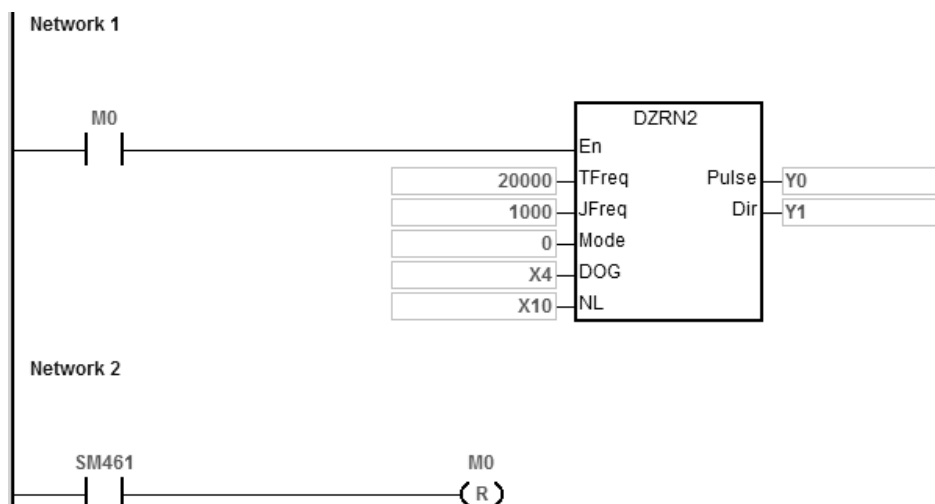 Network 1
M0
DZRN2
En
20000 TFreq Pulse Y0
1000 JFreq Dir Y1
0 Mode
X4 DOG
X10 NL
Network 2
SM461 M0
R